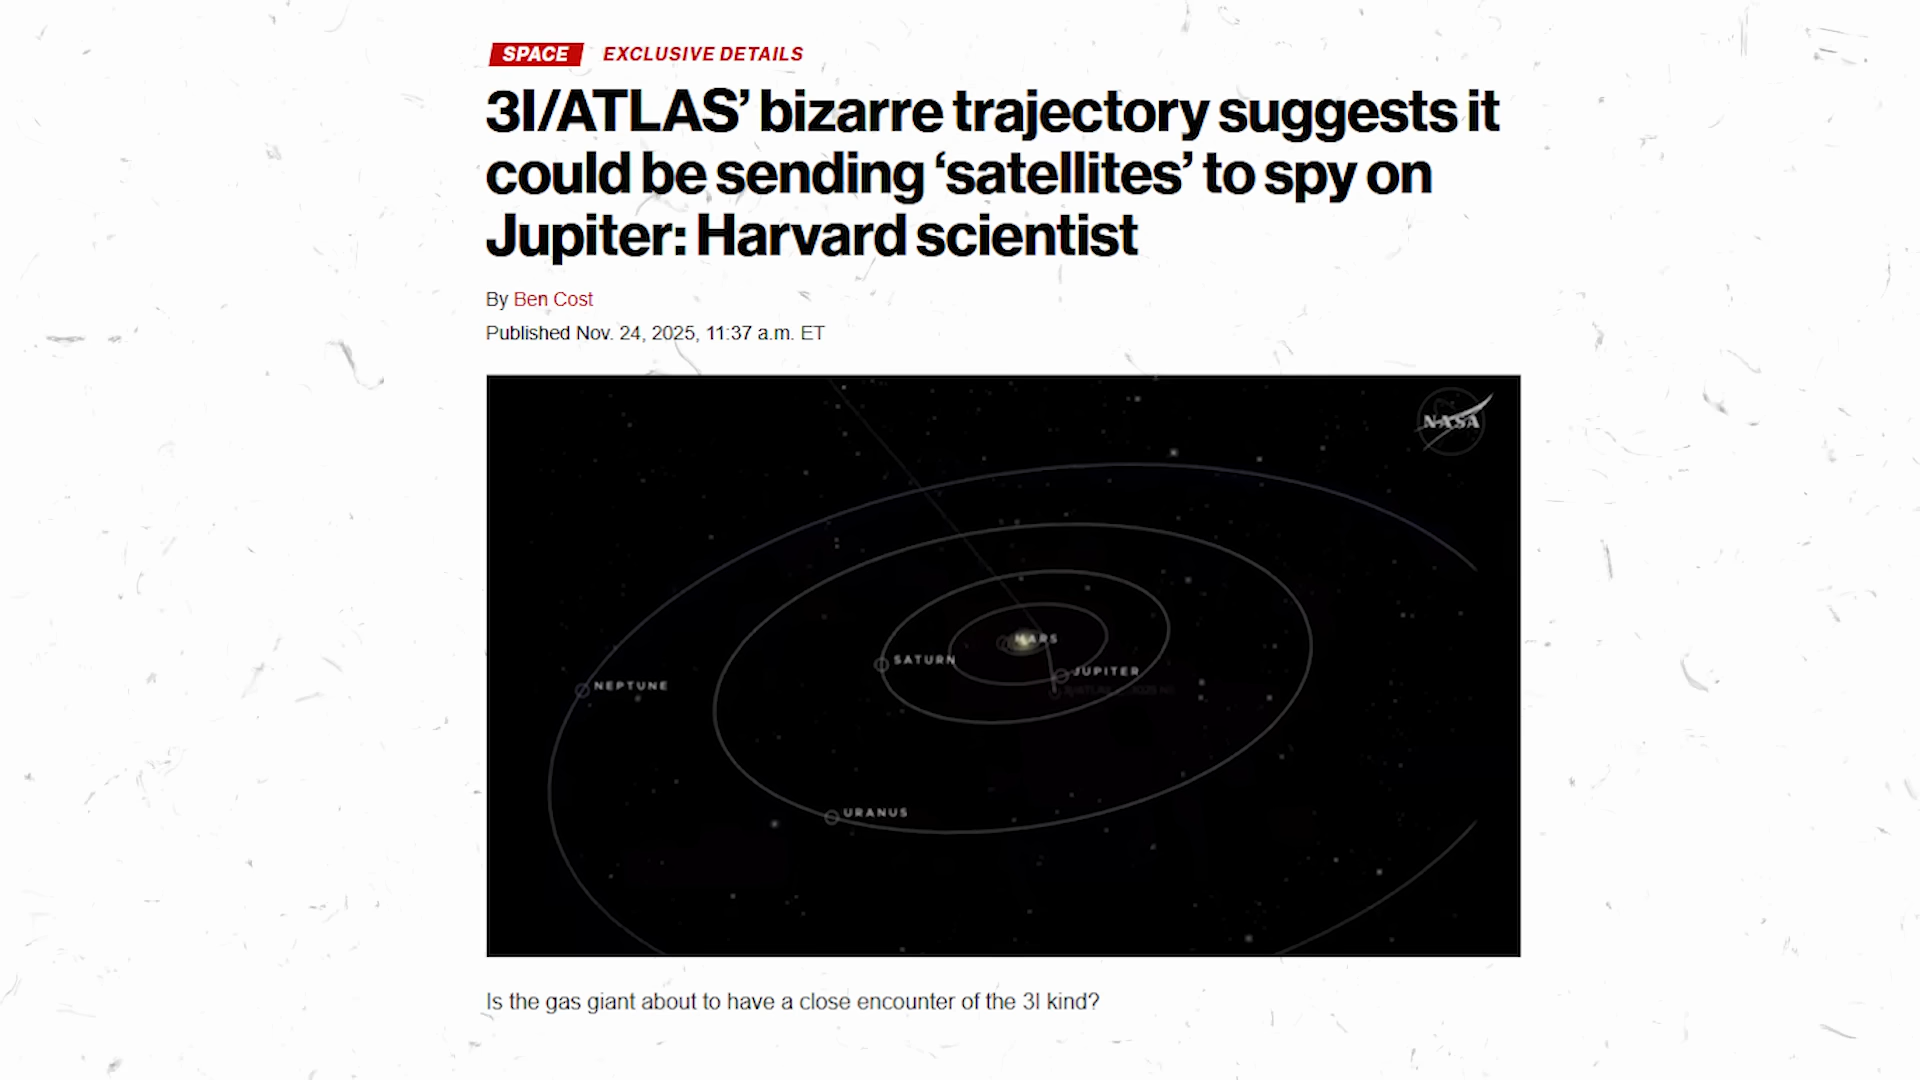 SPACE EXCLUSIVE DETAILS
3I/ATLAS’ bizarre trajectory suggests it
could be sending ‘satellites’ to spy on
Jupiter: Harvard scientist
By Ben Cost
Published Nov. 24, 2025, 11:37 a.m. ET
NASA
MARS
SATURN
JUPITER
NEPTUNE
3I/ATLAS
URANUS
Is the gas giant about to have a close encounter of the 3I kind?